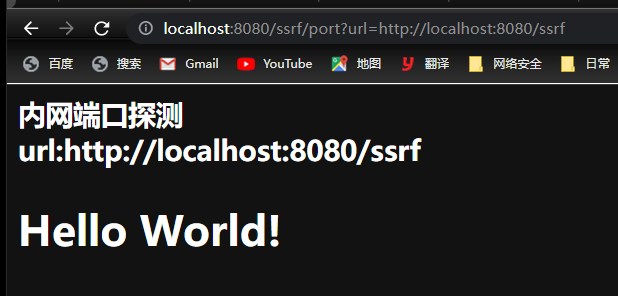 localhost:8080/ssrf/port?url=http://localhost:8080/ssrf
百度 搜索 Gmail YouTube 地图 翻译 网络安全 日常
内网端口探测
url:http://localhost:8080/ssrf
Hello World!